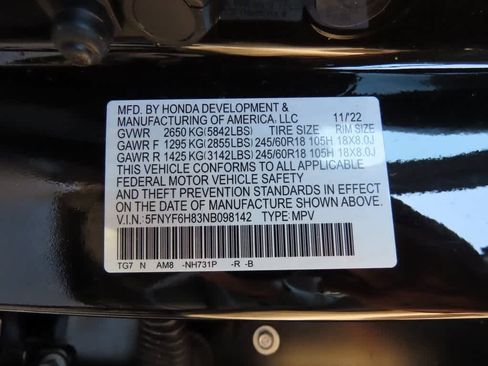 MFD. BY HONDA DEVELOPMENT &
MANUFACTURING OF AMERICA, LLC 11/'22
GVWR 2650 KG(5842LBS) TIRE SIZE RIM SIZE
GAWR F 1295 KG(2855LBS) 245/60R18 105H 18X8.0J
GAWR R 1425 KG(3142LBS) 245/60R18 105H 18X8.0J
THIS VEHICLE CONFORMS TO ALL APPLICABLE
FEDERAL MOTOR VEHICLE SAFETY AND
THEFT PREVENTION STANDARDS IN EFFECT
ON THE DATE OF MANUFACTURE SHOWN ABOVE.
V.I.N.: 5FNYF6H83NB098142 TYPE: MPV
TG7 N AM8 -NH731P -R -B